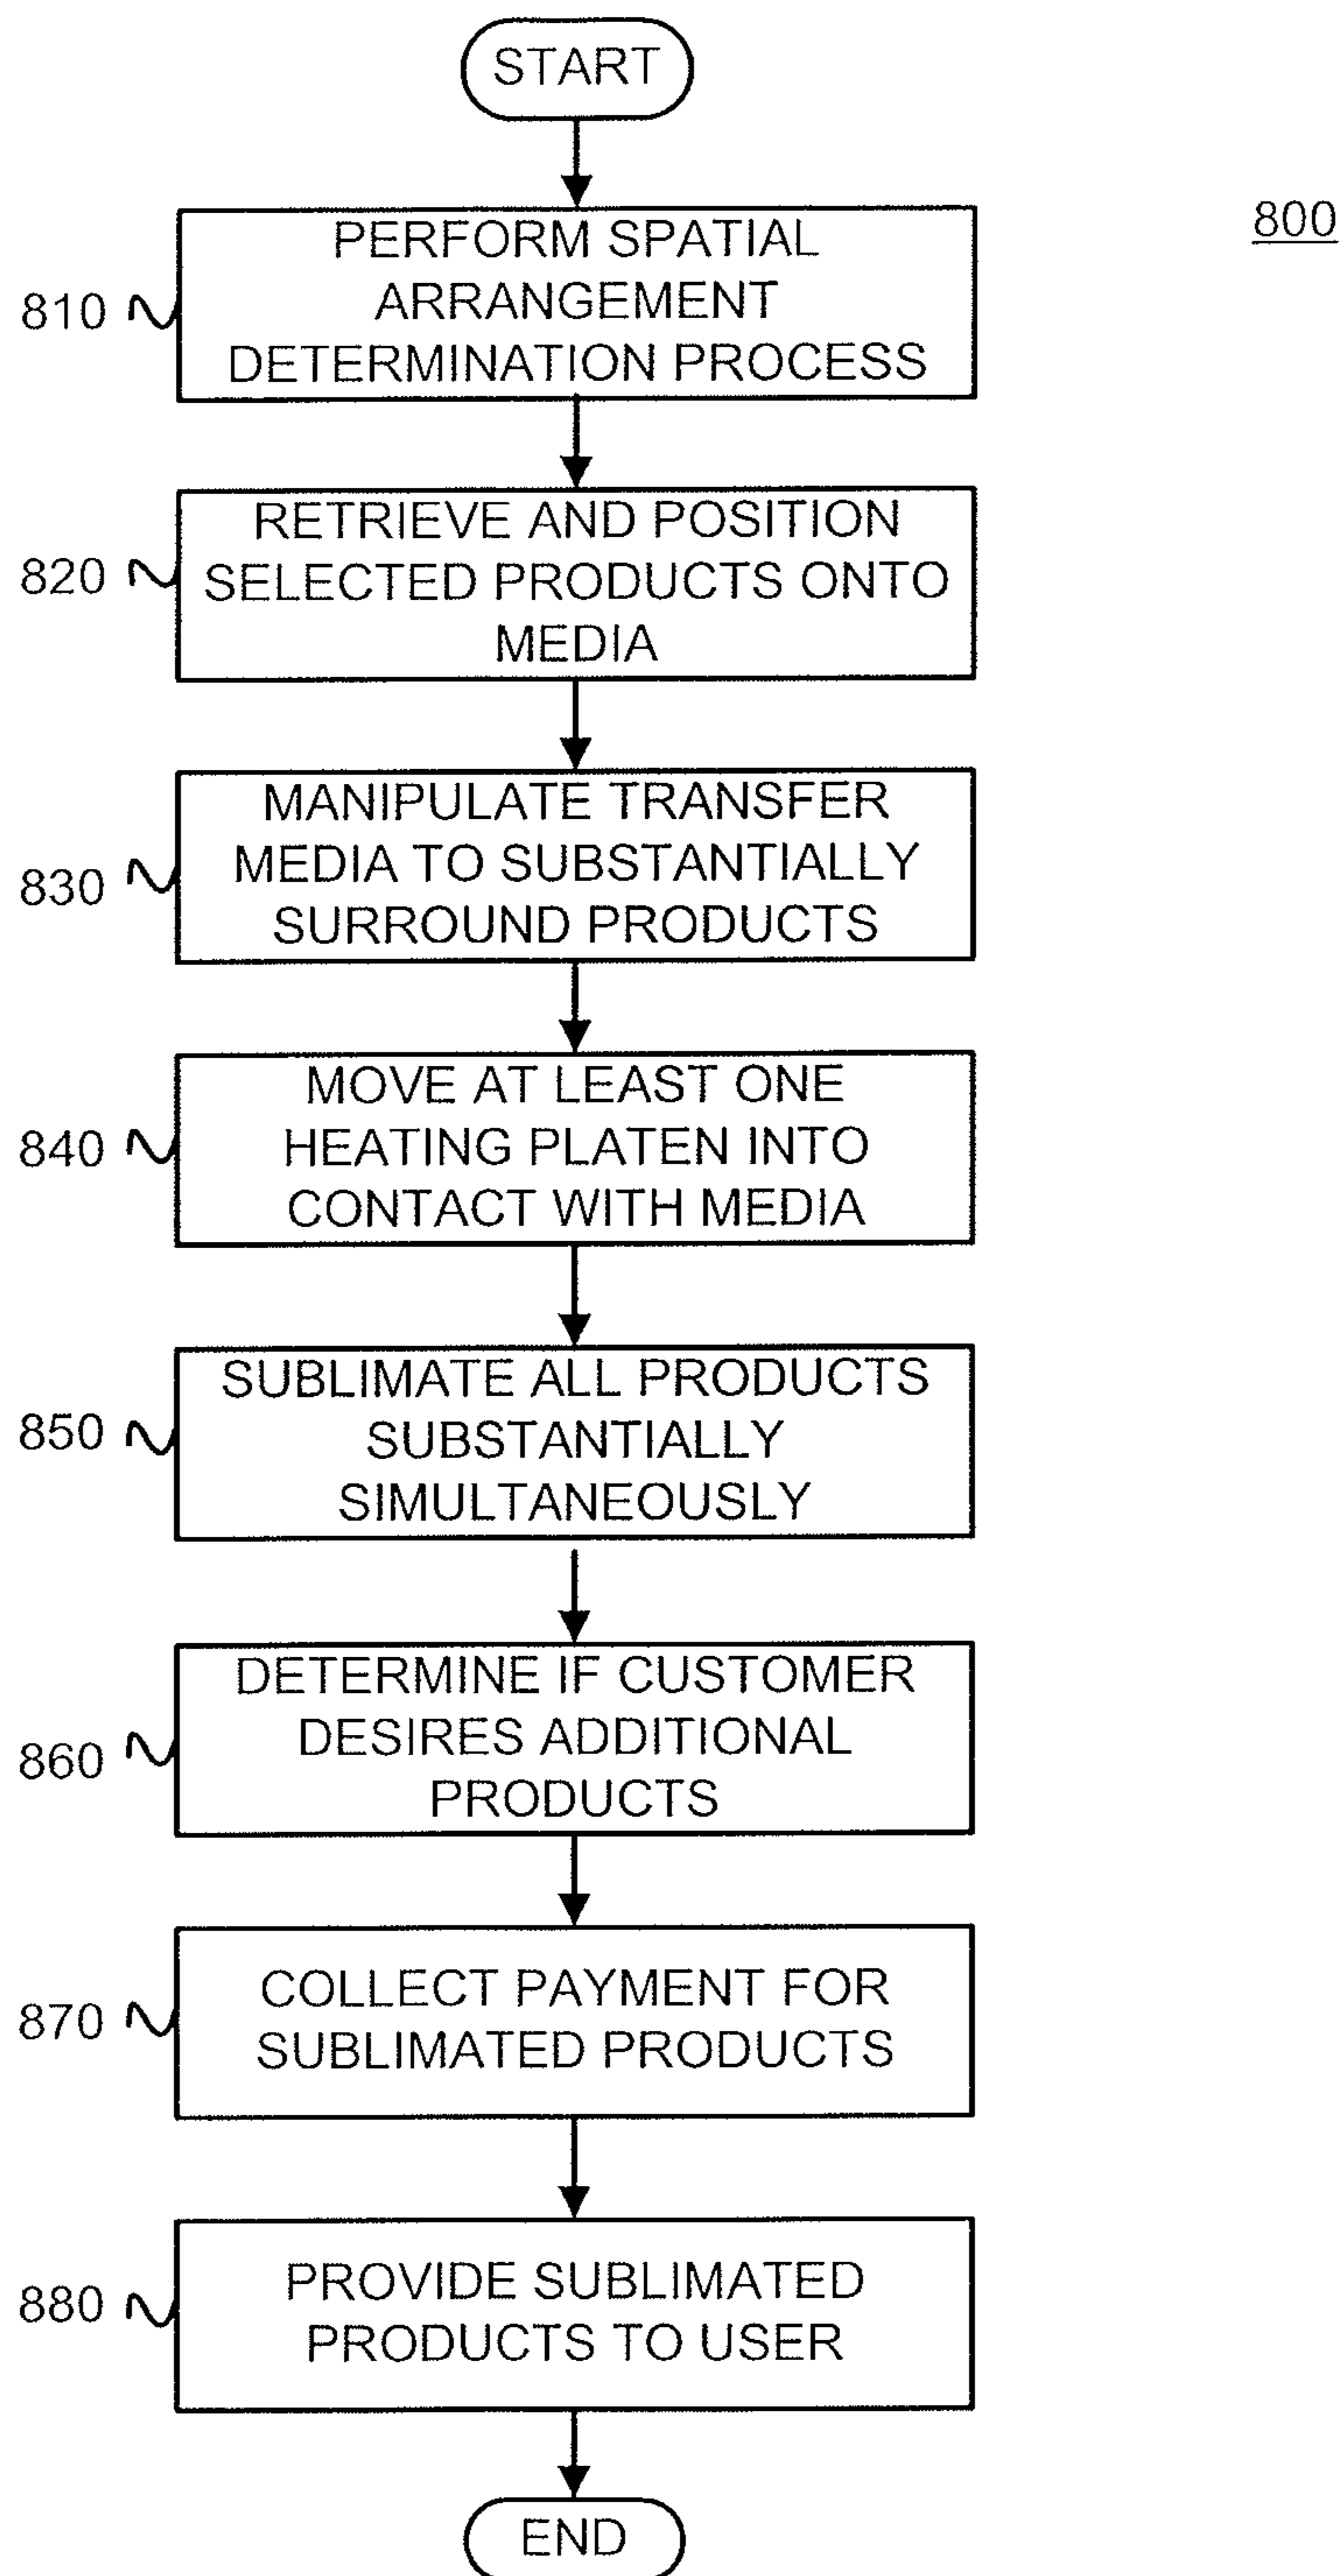 START
800
810
PERFORM SPATIAL
ARRANGEMENT
DETERMINATION PROCESS
820
RETRIEVE AND POSITION
SELECTED PRODUCTS ONTO
MEDIA
830
MANIPULATE TRANSFER
MEDIA TO SUBSTANTIALLY
SURROUND PRODUCTS
840
MOVE AT LEAST ONE
HEATING PLATEN INTO
CONTACT WITH MEDIA
850
SUBLIMATE ALL PRODUCTS
SUBSTANTIALLY
SIMULTANEOUSLY
860
DETERMINE IF CUSTOMER
DESIRES ADDITIONAL
PRODUCTS
870
COLLECT PAYMENT FOR
SUBLIMATED PRODUCTS
880
PROVIDE SUBLIMATED
PRODUCTS TO USER
END